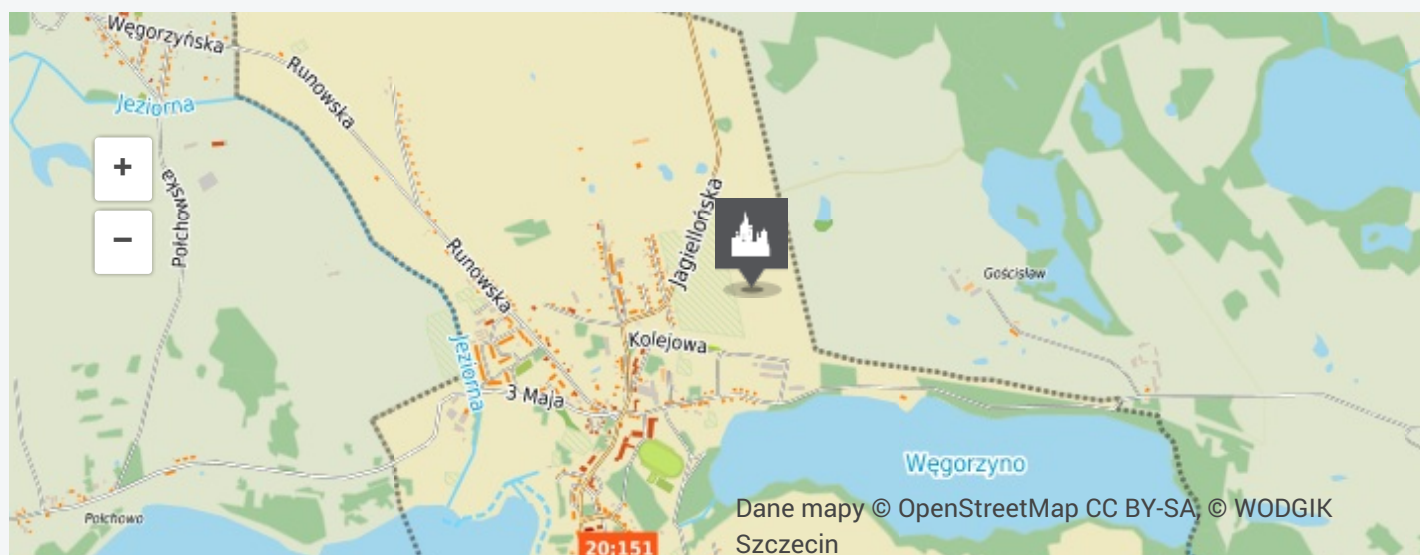 Węgorzyńska
Runowska
Jeziorna
+
Połchowska
Jagiellońska
−
Runowska
Gościsław
Jeziorna
Kolejowa
3 Maja
Węgorzyno
Połchowo
Dane mapy © OpenStreetMap CC BY-SA, © WODGIK
Szczecin
20;151